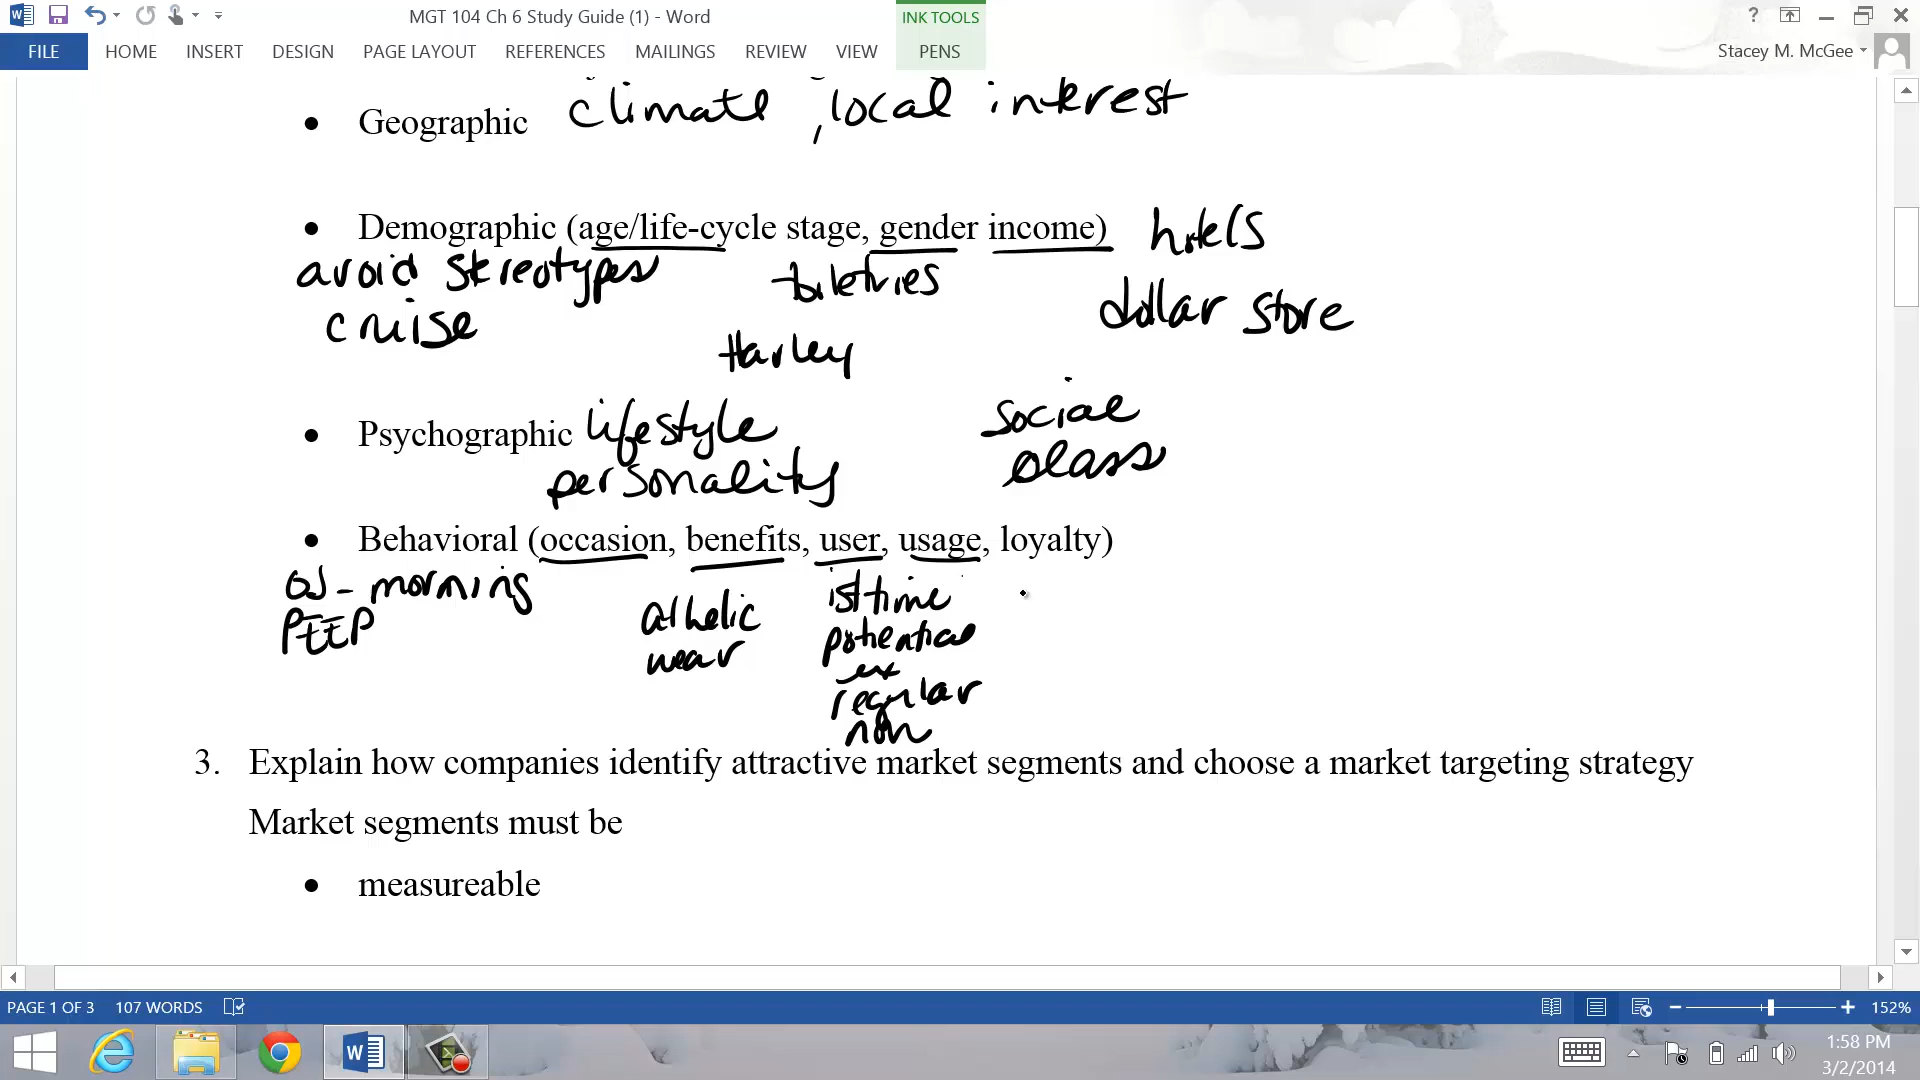 MGT 104 Ch 6 Study Guide (1) - Word
INK TOOLS
FILE HOME INSERT DESIGN PAGE LAYOUT REFERENCES MAILINGS REVIEW VIEW PENS
Stacey M. McGee
• Geographic climate, local interest
• Demographic (age/life-cycle stage, gender income) hotels
avoid stereotypes toiletries dollar store
cruise
Harley
• Psychographic lifestyle social
personality class
• Behavioral (occasion, benefits, user, usage, loyalty)
OJ - morning athelic 1st time
PEEP wear potential
ex
regular
non
3. Explain how companies identify attractive market segments and choose a market targeting strategy
Market segments must be
• measureable
PAGE 1 OF 3 107 WORDS 152%
1:58 PM
3/2/2014